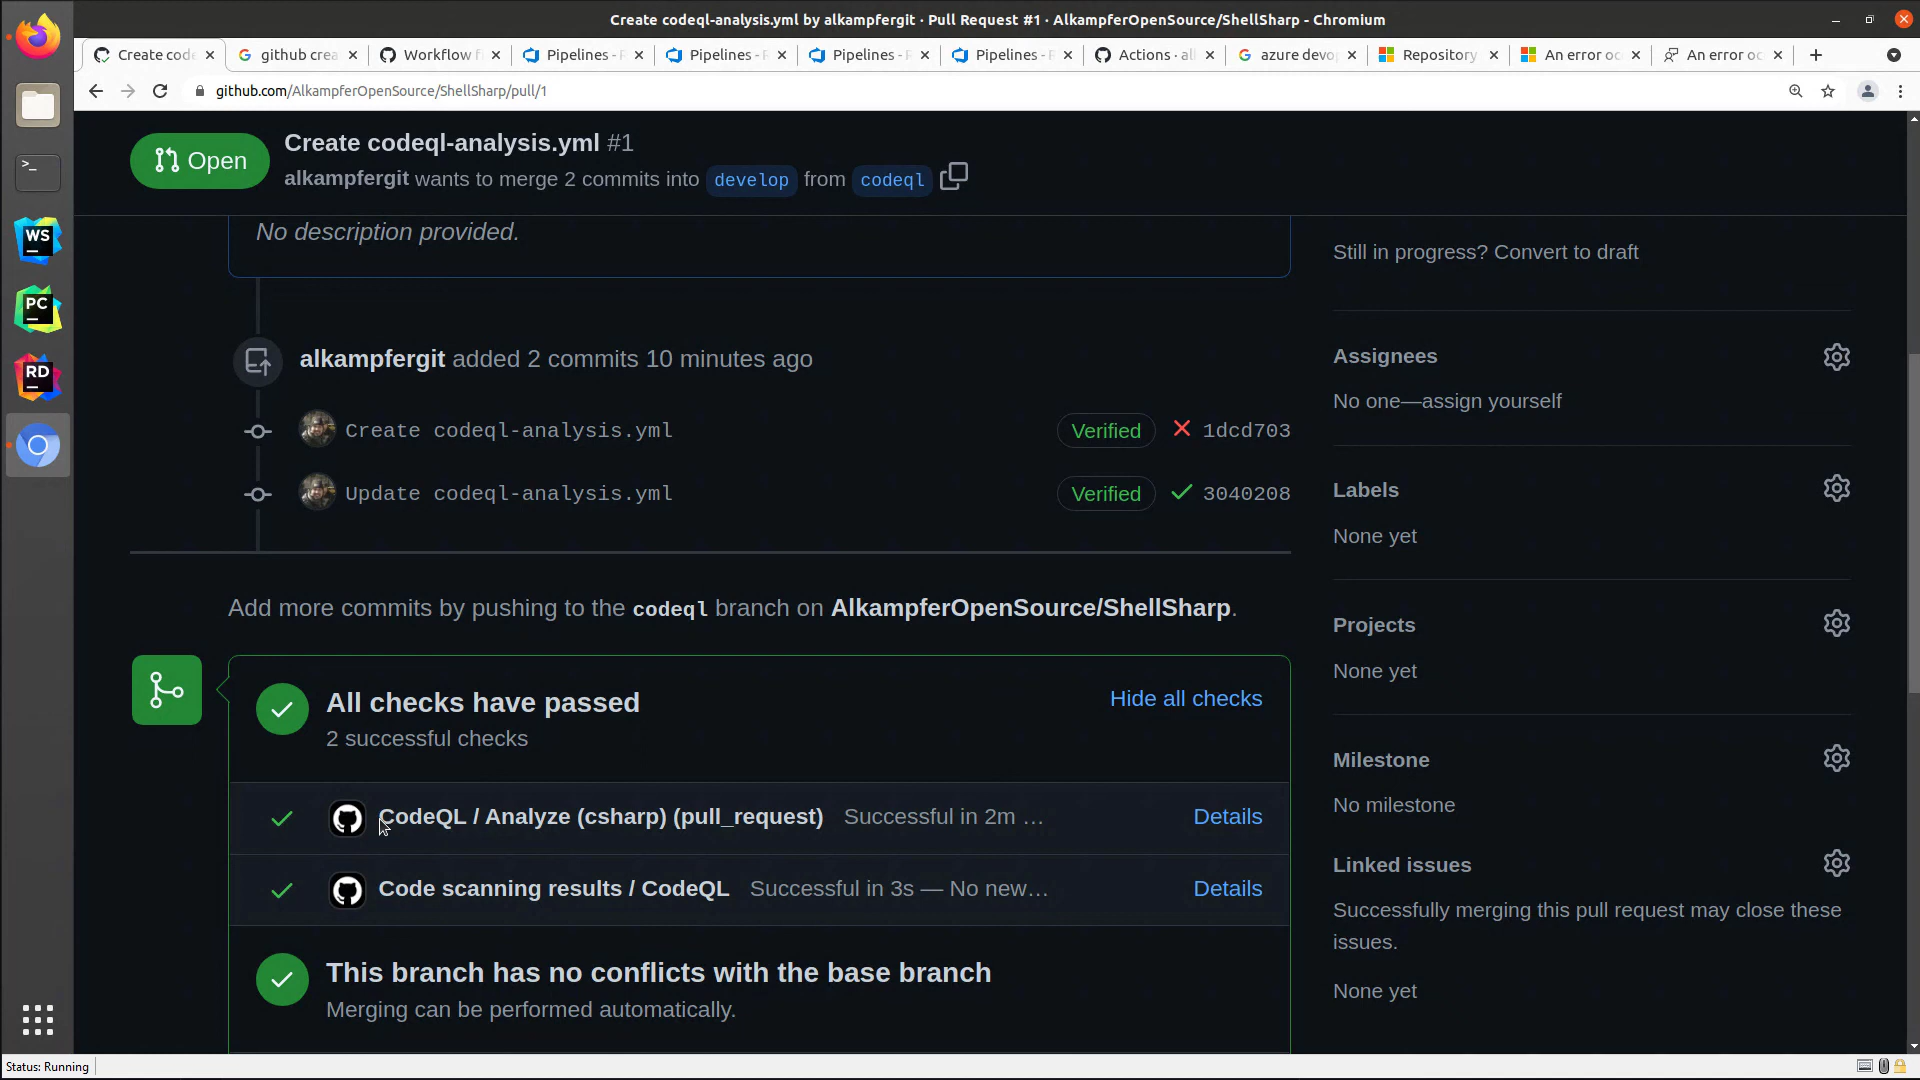 Create codeql-analysis.yml by alkampfergit · Pull Request #1 · AlkampferOpenSource/ShellSharp - Chromium
Create code
github crea
Workflow fi
Pipelines - R
Pipelines - R
Pipelines - R
Pipelines - R
Actions · alk
azure devo
Repository
An error oc
An error oc
github.com/AlkampferOpenSource/ShellSharp/pull/1
Open
Create codeql-analysis.yml #1
alkampfergit wants to merge 2 commits into develop from codeql
No description provided.
Still in progress? Convert to draft
alkampfergit added 2 commits 10 minutes ago
Create codeql-analysis.yml Verified 1dcd703
Update codeql-analysis.yml Verified 3040208
Add more commits by pushing to the codeql branch on AlkampferOpenSource/ShellSharp.
All checks have passed
Hide all checks
2 successful checks
CodeQL / Analyze (csharp) (pull_request) Successful in 2m … Details
Code scanning results / CodeQL Successful in 3s — No new… Details
This branch has no conflicts with the base branch
Merging can be performed automatically.
Assignees
No one—assign yourself
Labels
None yet
Projects
None yet
Milestone
No milestone
Linked issues
Successfully merging this pull request may close these
issues.
None yet
WS
PC
RD
Status: Running